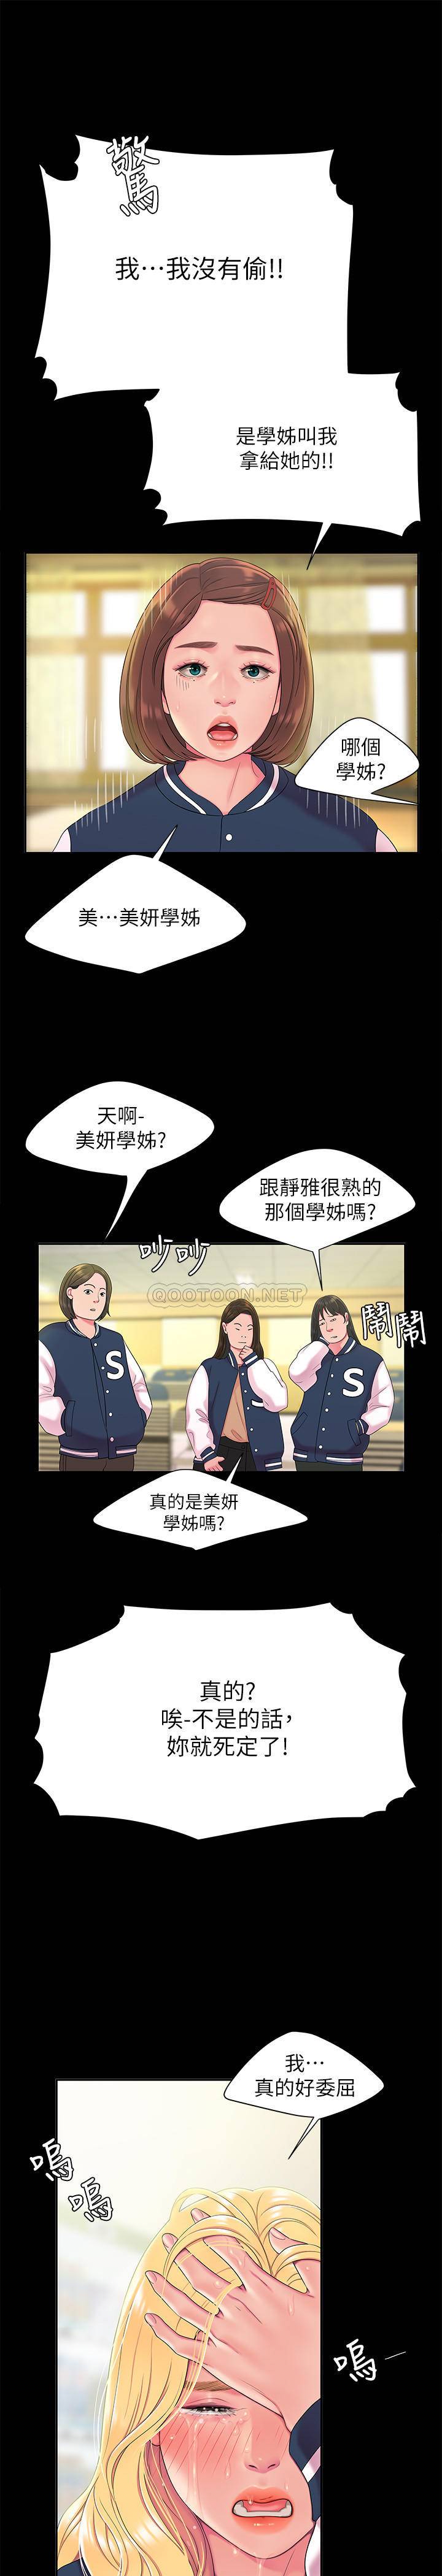 驚
我…我沒有偷!!
是學姊叫我
拿給她的!!
哪個
學姊?
美…美妍學姊
天啊-
美妍學姊?
跟靜雅很熟的
那個學姊嗎?
吵吵
QOOTOON.NET
鬧鬧
真的是美妍
學姊嗎?
真的?
唉-不是的話，
妳就死定了!
我…
真的好委屈
嗚
嗚
嗚—